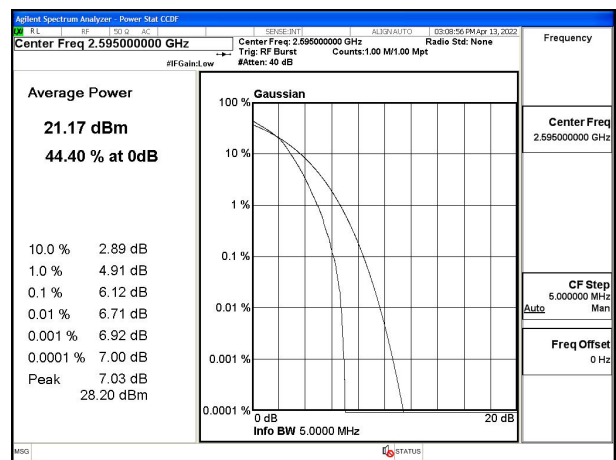 Agilent Spectrum Analyzer - Power Stat CCDF
RL RF 50 Ω AC SENSE:INT ALIGN AUTO 03:08:56 PM Apr 13, 2022
Center Freq 2.595000000 GHz
Center Freq: 2.595000000 GHz Radio Std: None
Trig: RF Burst Counts:1.00 M/1.00 Mpt
#IFGain:Low #Atten: 40 dB
Frequency
Average Power
21.17 dBm
44.40 % at 0dB
10.0 % 2.89 dB
1.0 % 4.91 dB
0.1 % 6.12 dB
0.01 % 6.71 dB
0.001 % 6.92 dB
0.0001 % 7.00 dB
Peak 7.03 dB
28.20 dBm
Gaussian
100 %
10 %
1 %
0.1 %
0.01 %
0.001 %
0.0001 %
0 dB 20 dB
Info BW 5.0000 MHz
Center Freq
2.595000000 GHz
CF Step
5.000000 MHz
Auto Man
Freq Offset
0 Hz
MSG STATUS